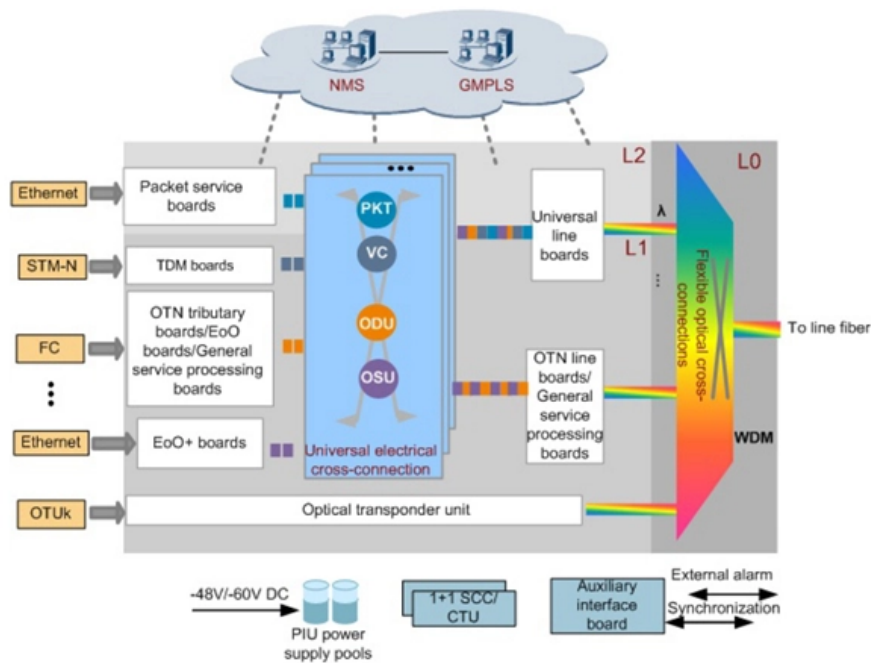 NMS
GMPLS
L2
L0
Ethernet
Packet service
boards
PKT
Universal
line
boards
λ
STM-N
TDM boards
VC
L1
...
Flexible optical cross-
connections
OTN tributary
boards/EoO
boards/General
service processing
boards
FC
ODU
To line fiber
OSU
OTN line
boards/
General
service
processing
boards
Ethernet
EoO+ boards
Universal electrical
cross-connection
WDM
OTUk
Optical transponder unit
-48V/-60V DC
PIU power
supply pools
1+1 SCC/
CTU
Auxiliary
interface
board
External alarm
Synchronization